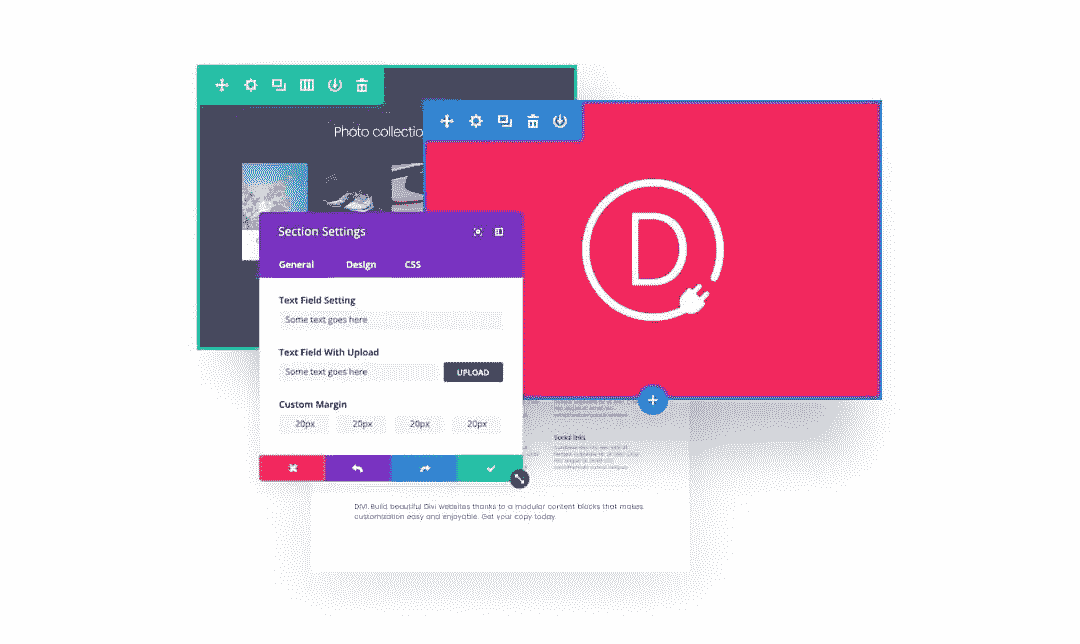 Photo collectio
D
Section Settings
General Design CSS
Text Field Setting
Some text goes here
Text Field With Upload
Some text goes here
UPLOAD
Custom Margin
20px 20px 20px 20px
Social links
DIVI. Build beautiful Divi websites thanks to a modular content blocks that makes
customization easy and enjoyable. Get your copy today.